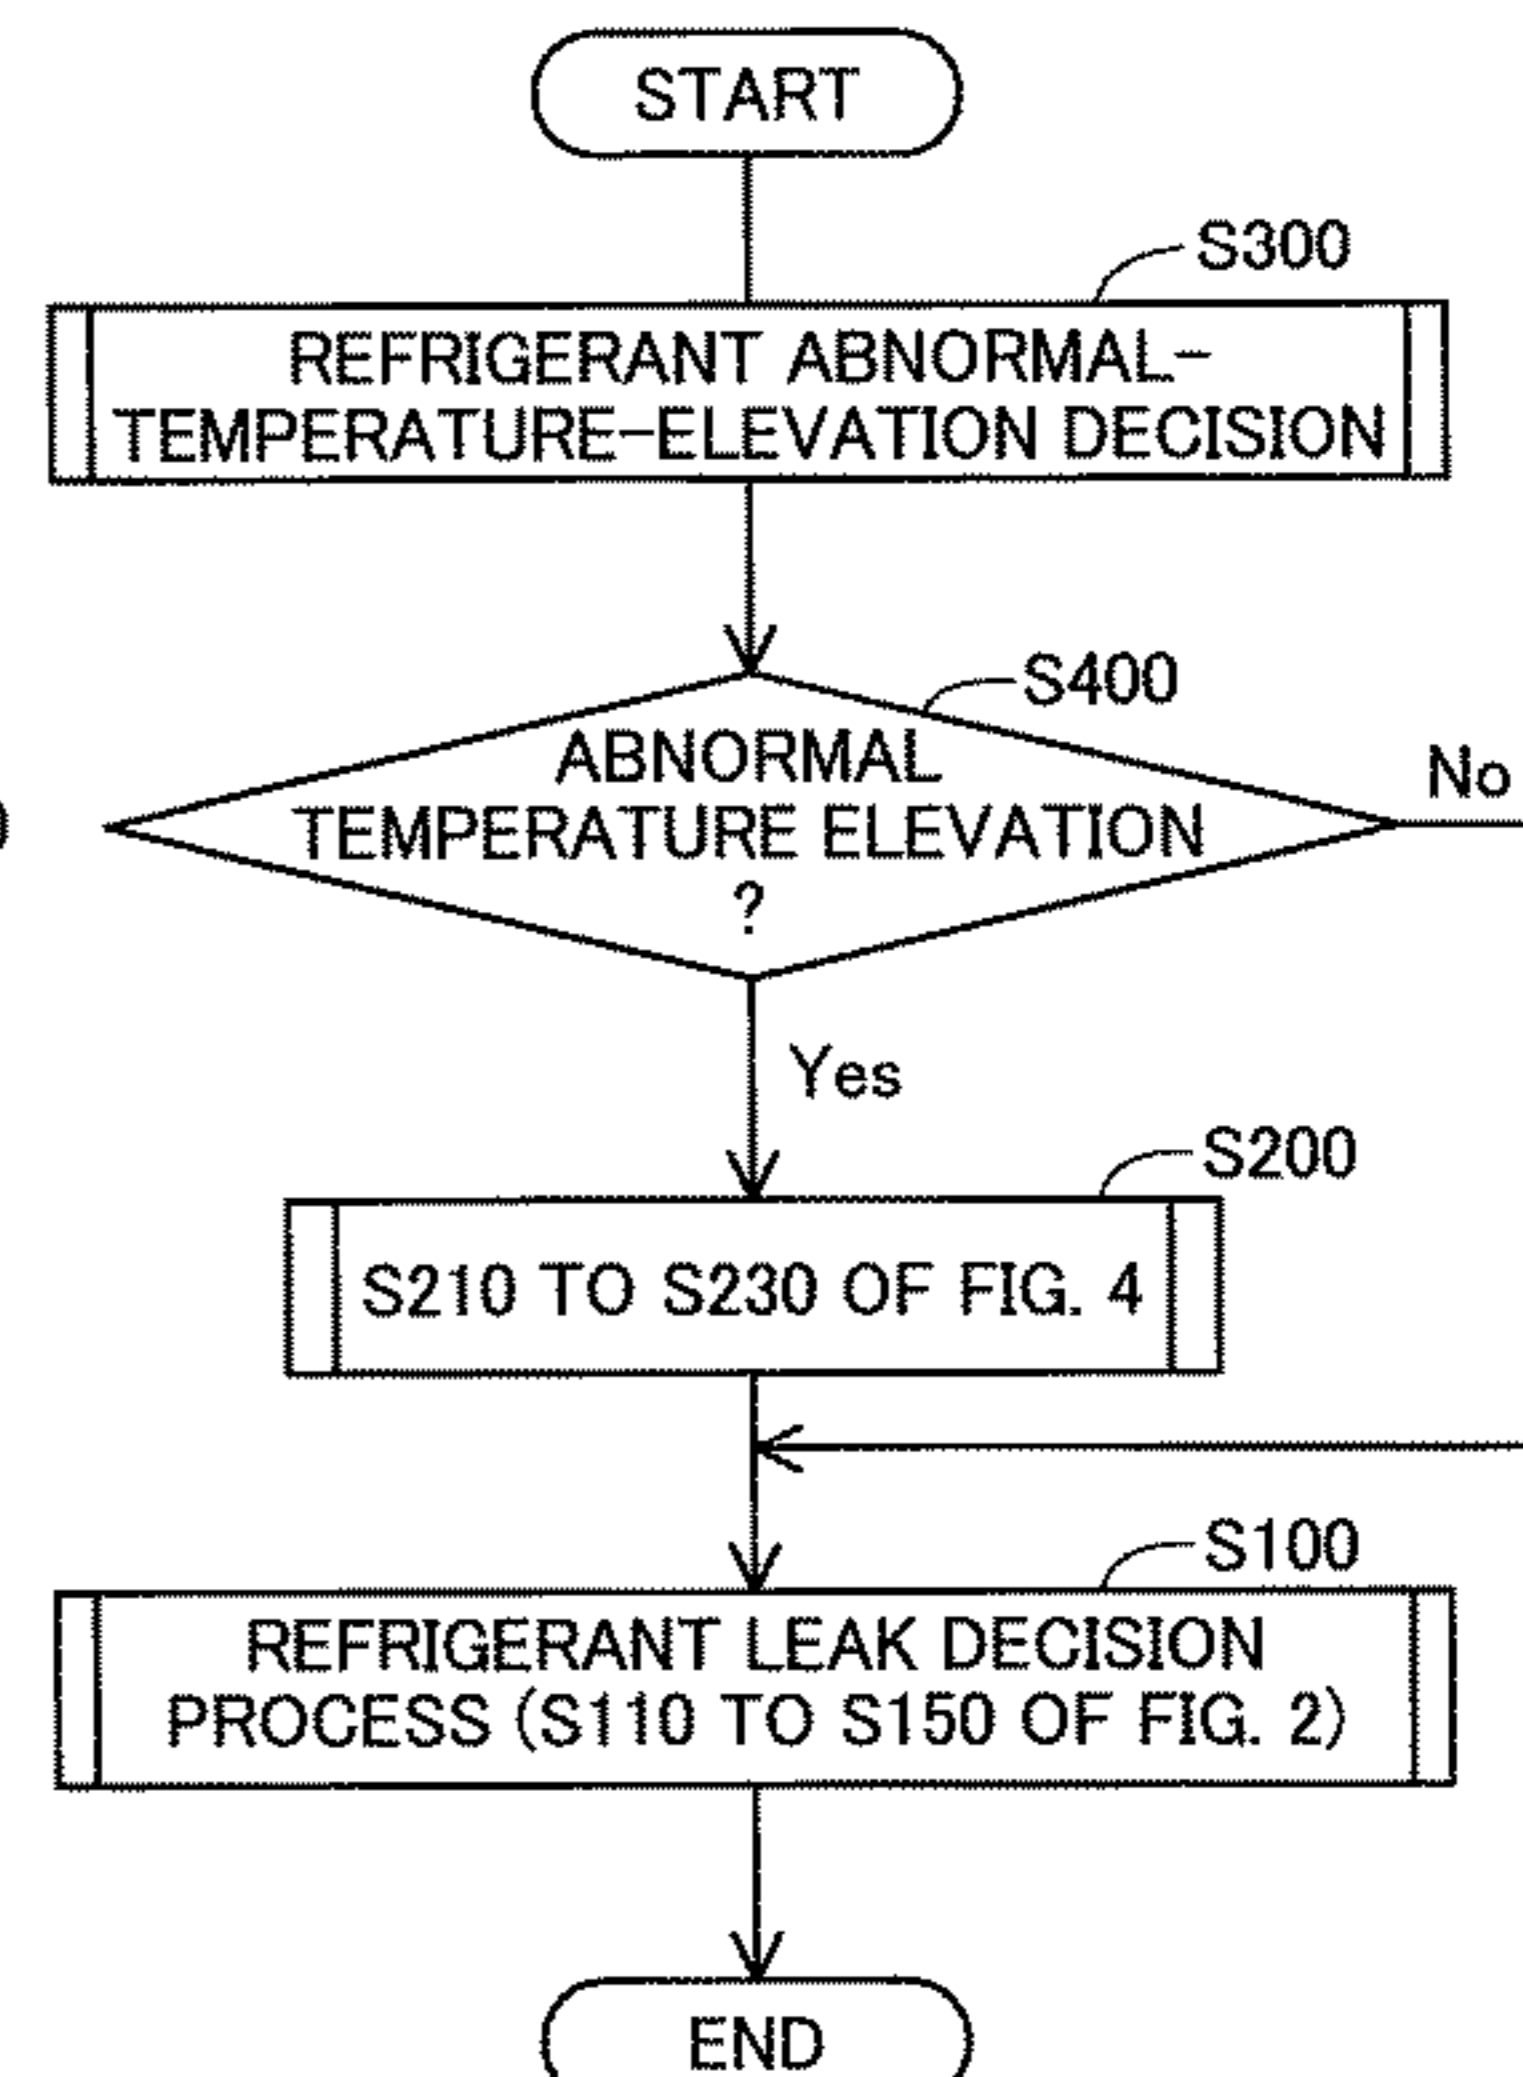 START
S300
REFRIGERANT ABNORMAL-
TEMPERATURE-ELEVATION DECISION
S400
ABNORMAL
TEMPERATURE ELEVATION
?
No
Yes
S200
S210 TO S230 OF FIG. 4
S100
REFRIGERANT LEAK DECISION
PROCESS (S110 TO S150 OF FIG. 2)
END